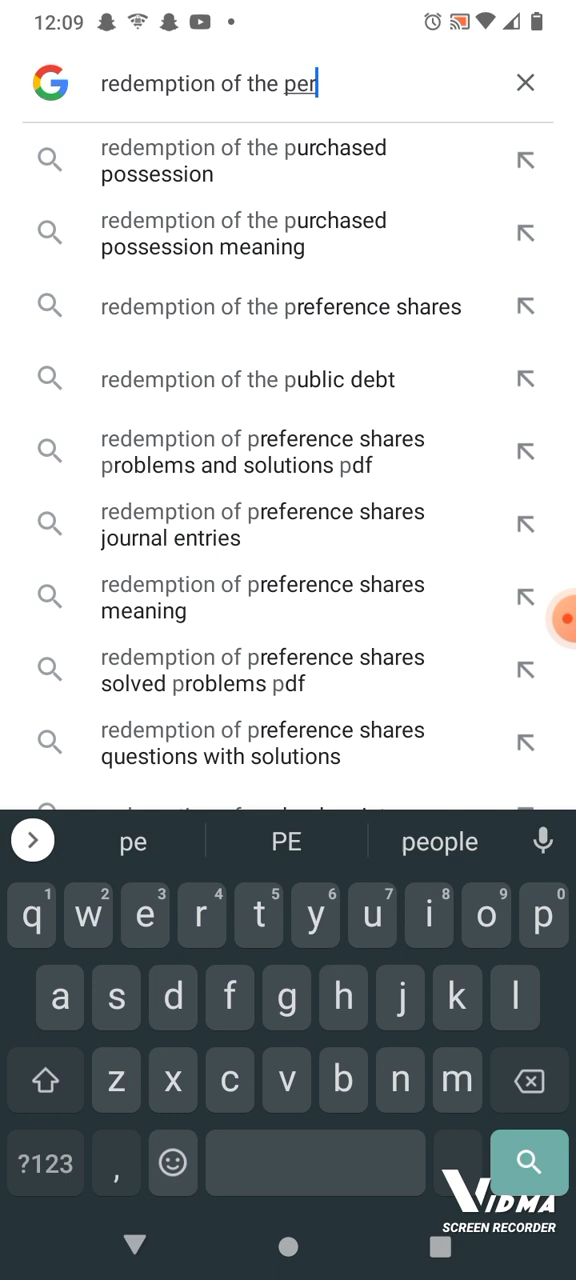 12:09
redemption of the per
redemption of the purchased
possession
redemption of the purchased
possession meaning
redemption of the preference shares
redemption of the public debt
redemption of preference shares
problems and solutions pdf
redemption of preference shares
journal entries
redemption of preference shares
meaning
redemption of preference shares
solved problems pdf
redemption of preference shares
questions with solutions
pe PE people
1 2 3 4 5 6 7 8 9 0
q w e r t y u i o p
a s d f g h j k l
z x c v b n m
?123 ,
VIDMA
SCREEN RECORDER